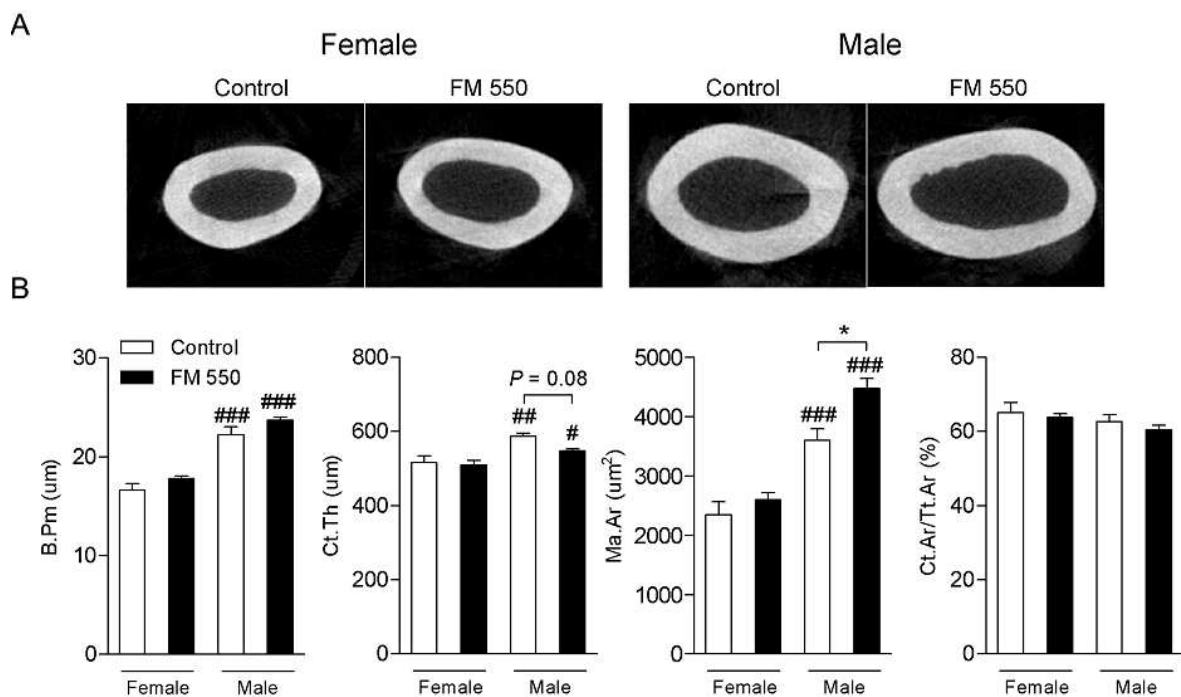 A
Female
Male
Control
FM 550
Control
FM 550
B
Control
FM 550
B.Pm (um)
30
20
10
0
###
###
Female
Male
Ct.Th (um)
800
600
400
200
0
P = 0.08
##
#
Female
Male
Ma.Ar (um²)
5000
4000
3000
2000
1000
0
*
###
###
Female
Male
Ct.Ar/Tt.Ar (%)
80
60
40
20
0
Female
Male